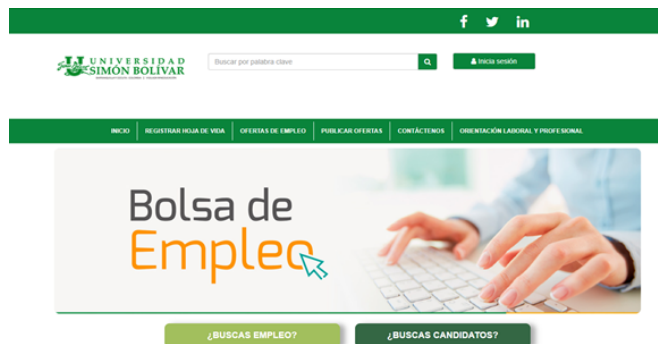 UNIVERSIDAD
SIMÓN BOLÍVAR
Buscar por palabra clave
Inicia sesión
INICIO
REGISTRAR HOJA DE VIDA
OFERTAS DE EMPLEO
PUBLICAR OFERTAS
CONTÁCTENOS
ORIENTACIÓN LABORAL Y PROFESIONAL
Bolsa de
Empleo
¿BUSCAS EMPLEO?
¿BUSCAS CANDIDATOS?